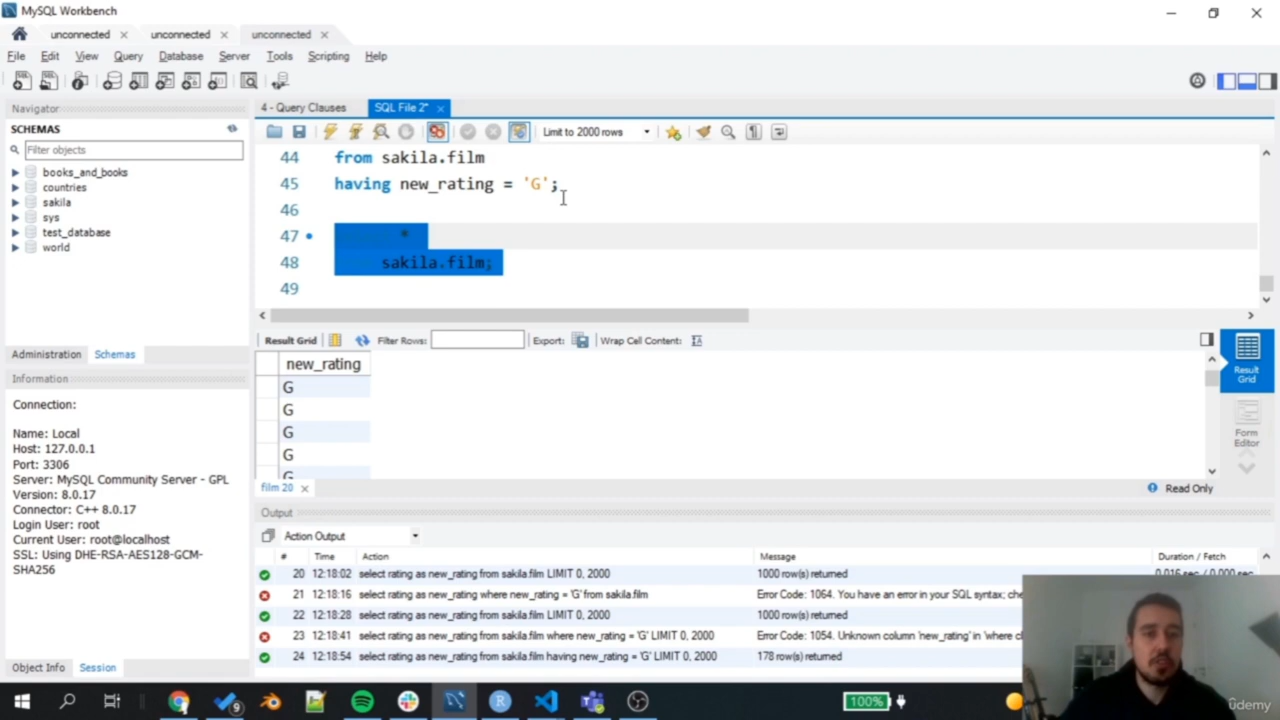 MySQL Workbench
unconnected
unconnected
unconnected
File Edit View Query Database Server Tools Scripting Help
Navigator
SCHEMAS
Filter objects
books_and_books
countries
sakila
sys
test_database
world
Administration Schemas
Information
Connection:
Name: Local
Host: 127.0.0.1
Port: 3306
Server: MySQL Community Server - GPL
Version: 8.0.17
Connector: C++ 8.0.17
Login User: root
Current User: root@localhost
SSL: Using DHE-RSA-AES128-GCM-
SHA256
Object Info Session
4 - Query Clauses SQL File 2*
Limit to 2000 rows
44 from sakila.film
45 having new_rating = 'G';
46
47 *
48 sakila.film;
49
Result Grid Filter Rows: Export: Wrap Cell Content:
new_rating
G
G
G
G
G
Result
Grid
Form
Editor
film 20
Read Only
Output
Action Output
# Time Action Message Duration / Fetch
20 12:18:02 select rating as new_rating from sakila.film LIMIT 0, 2000 1000 row(s) returned 0.016 sec / 0.000 sec
21 12:18:16 select rating as new_rating where new_rating = 'G' from sakila.film Error Code: 1064. You have an error in your SQL syntax; che
22 12:18:28 select rating as new_rating from sakila.film LIMIT 0, 2000 1000 row(s) returned
23 12:18:41 select rating as new_rating from sakila.film where new_rating = 'G' LIMIT 0, 2000 Error Code: 1054. Unknown column 'new_rating' in 'where cl
24 12:18:54 select rating as new_rating from sakila.film having new_rating = 'G' LIMIT 0, 2000 178 row(s) returned
9
100%
udemy